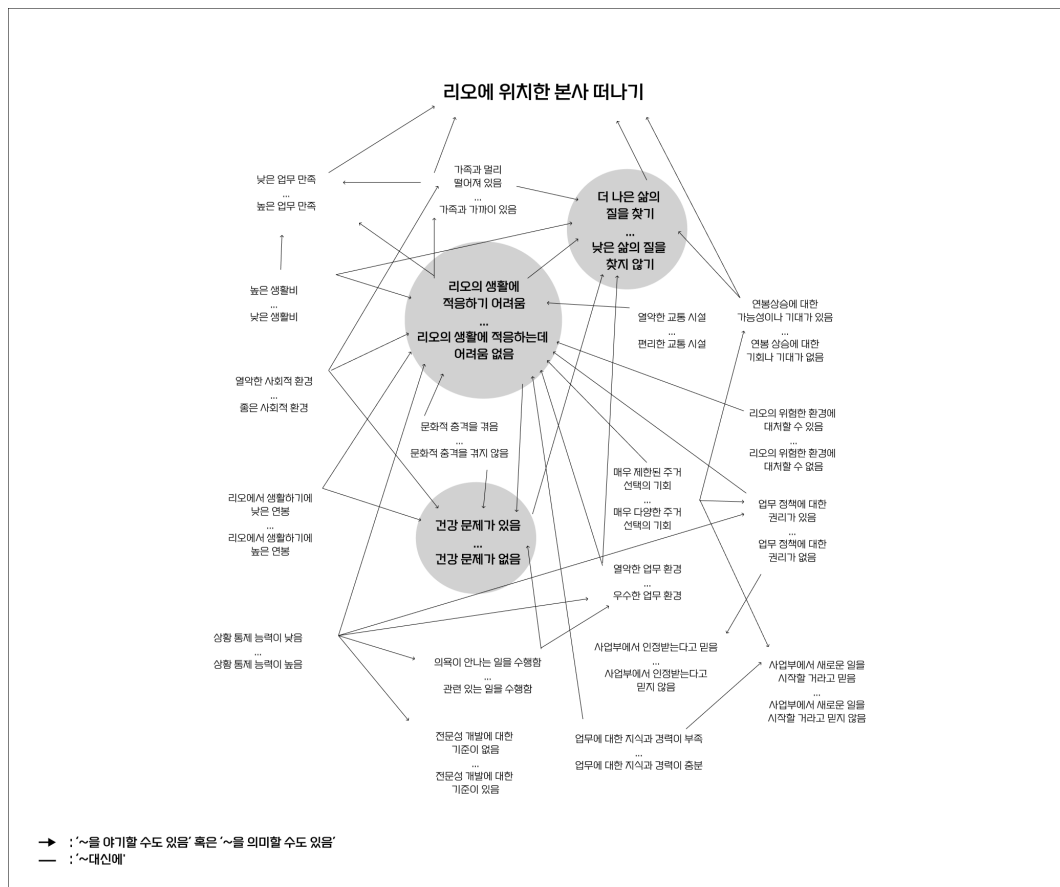 리오에 위치한 본사 떠나기
낮은 업무 만족
...
높은 업무 만족
가족과 멀리
떨어져 있음
...
가족과 가까이 있음
더 나은 삶의
질을 찾기
...
낮은 삶의 질을
찾지 않기
높은 생활비
...
낮은 생활비
리오의 생활에
적응하기 어려움
...
리오의 생활에 적응하는데
어려움 없음
열악한 교통 시설
...
편리한 교통 시설
연봉상승에 대한
가능성이나 기대가 있음
...
연봉 상승에 대한
기회나 기대가 없음
열악한 사회적 환경
...
좋은 사회적 환경
문화적 충격을 겪음
...
문화적 충격을 겪지 않음
리오의 위험한 환경에
대처할 수 있음
...
리오의 위험한 환경에
대처할 수 없음
매우 제한된 주거
선택의 기회
...
매우 다양한 주거
선택의 기회
리오에서 생활하기에
낮은 연봉
...
리오에서 생활하기에
높은 연봉
건강 문제가 있음
...
건강 문제가 없음
업무 정책에 대한
권리가 있음
...
업무 정책에 대한
권리가 없음
열악한 업무 환경
...
우수한 업무 환경
상황 통제 능력이 낮음
...
상황 통제 능력이 높음
의욕이 안나는 일을 수행함
...
관련 있는 일을 수행함
사업부에서 인정받는다고 믿음
...
사업부에서 인정받는다고
믿지 않음
사업부에서 새로운 일을
시작할 거라고 믿음
...
사업부에서 새로운 일을
시작할 거라고 믿지 않음
전문성 개발에 대한
기준이 없음
...
전문성 개발에 대한
기준이 있음
업무에 대한 지식과 경력이 부족
...
업무에 대한 지식과 경력이 충분
: ‘~을 야기할 수도 있음’ 혹은 ‘~을 의미할 수도 있음’
: ‘~대신에’